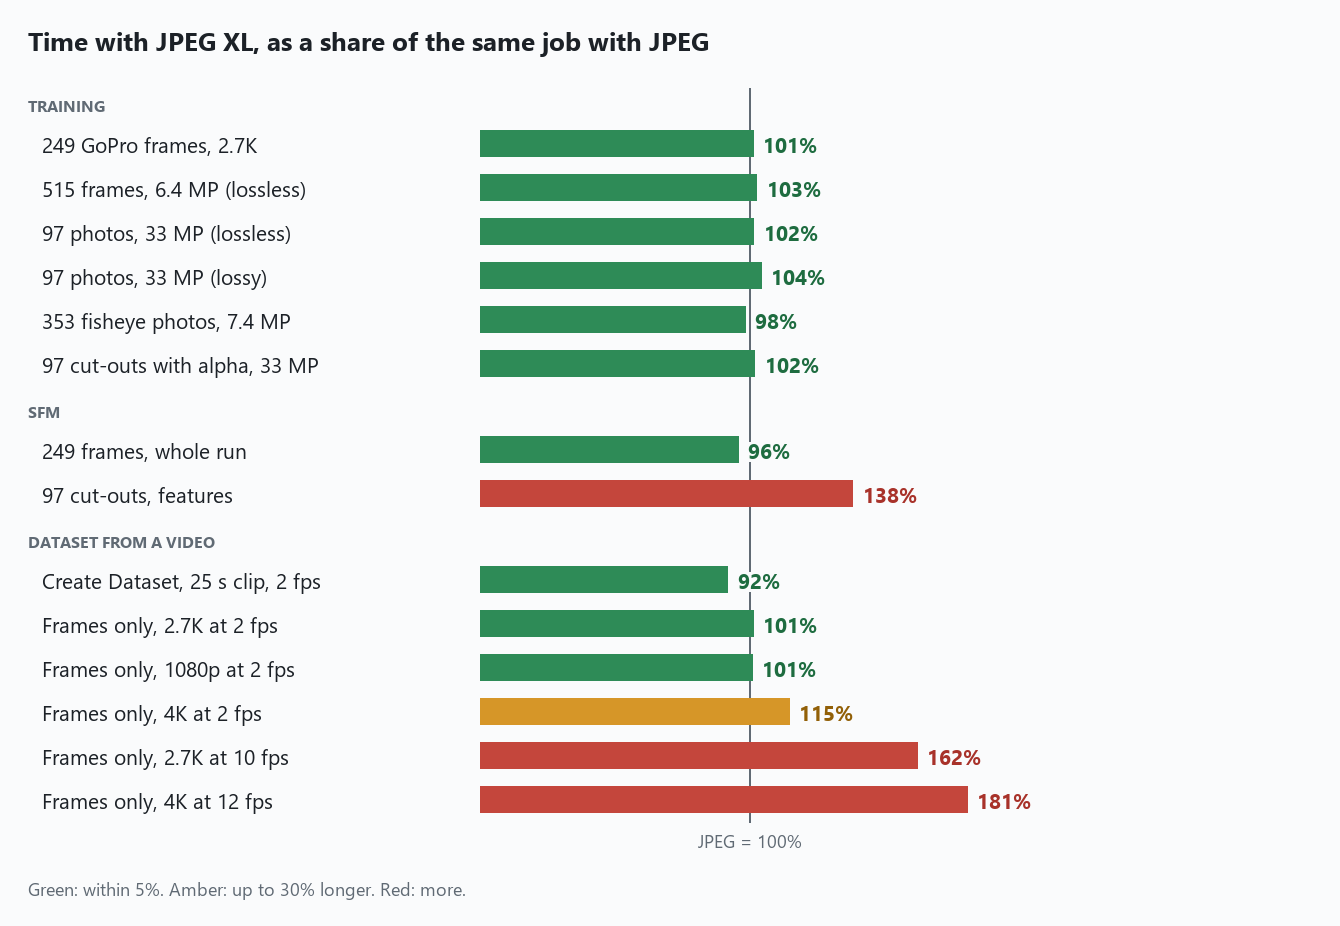 Time with JPEG XL, as a share of the same job with JPEG
TRAINING
249 GoPro frames, 2.7K 101%
515 frames, 6.4 MP (lossless) 103%
97 photos, 33 MP (lossless) 102%
97 photos, 33 MP (lossy) 104%
353 fisheye photos, 7.4 MP 98%
97 cut-outs with alpha, 33 MP 102%
SFM
249 frames, whole run 96%
97 cut-outs, features 138%
DATASET FROM A VIDEO
Create Dataset, 25 s clip, 2 fps 92%
Frames only, 2.7K at 2 fps 101%
Frames only, 1080p at 2 fps 101%
Frames only, 4K at 2 fps 115%
Frames only, 2.7K at 10 fps 162%
Frames only, 4K at 12 fps 181%
JPEG = 100%
Green: within 5%. Amber: up to 30% longer. Red: more.